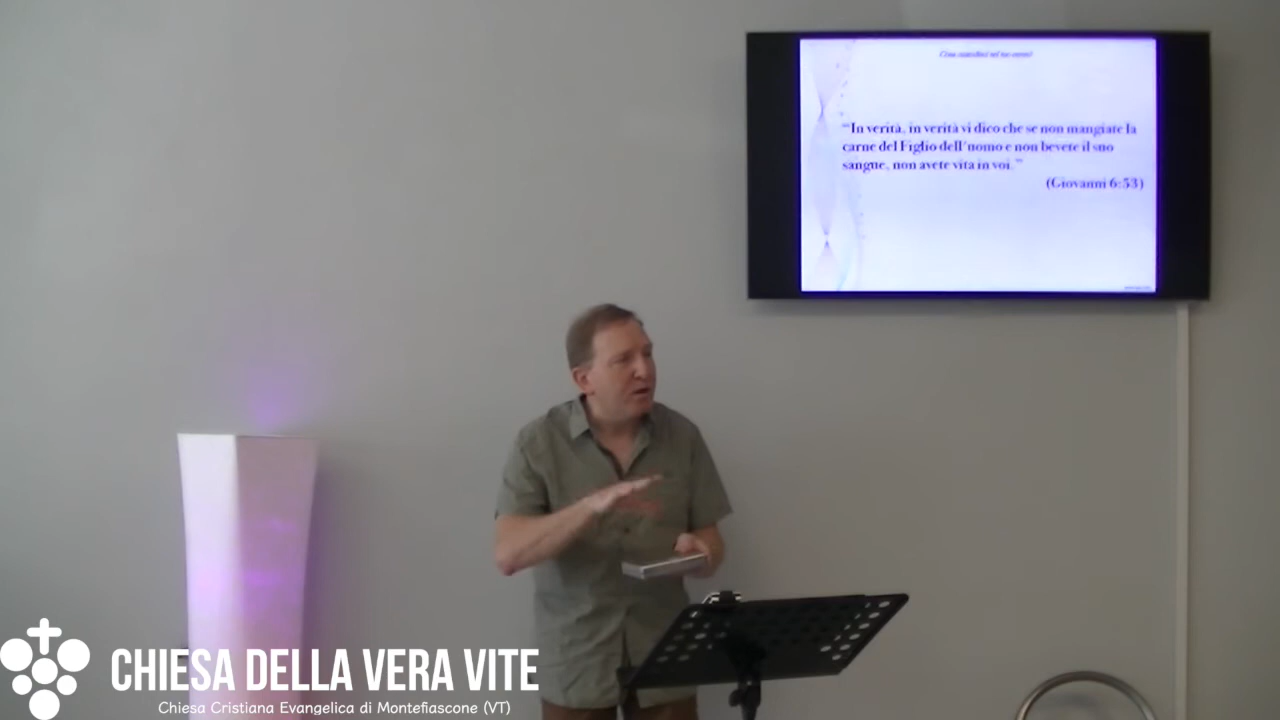 "In verità, in verità vi dico che se non mangiate la
carne del Figlio dell'uomo e non bevete il suo
sangue, non avete vita in voi."
(Giovanni 6:53)
CHIESA DELLA VERA VITE
Chiesa Cristiana Evangelica di Montefiascone (VT)